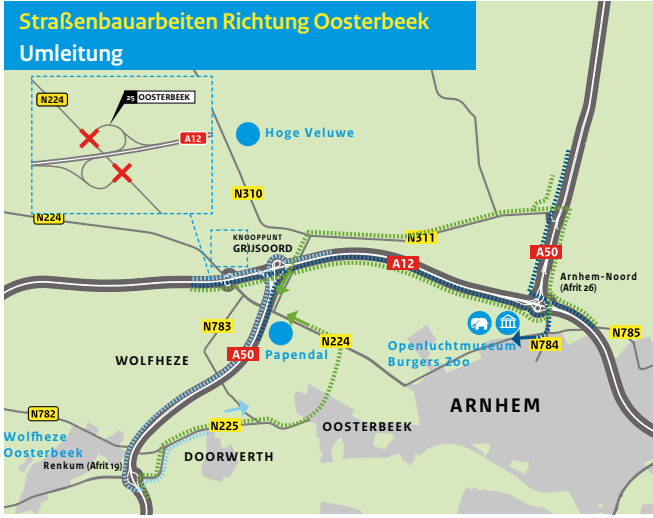 Straßenbauarbeiten Richtung Oosterbeek
Umleitung
N224
25 OOSTERBEEK
A12
Hoge Veluwe
N310
N224
KNOOPPUNT
GRIJSOORD
N311
A12
A50
Arnhem-Noord
(Afrit 26)
N783
N224
Openluchtmuseum
Burgers Zoo
N784
N785
WOLFHEZE
A50
Papendal
ARNHEM
N782
N225
OOSTERBEEK
Wolfheze
Oosterbeek
Renkum (Afrit 19)
DOORWERTH